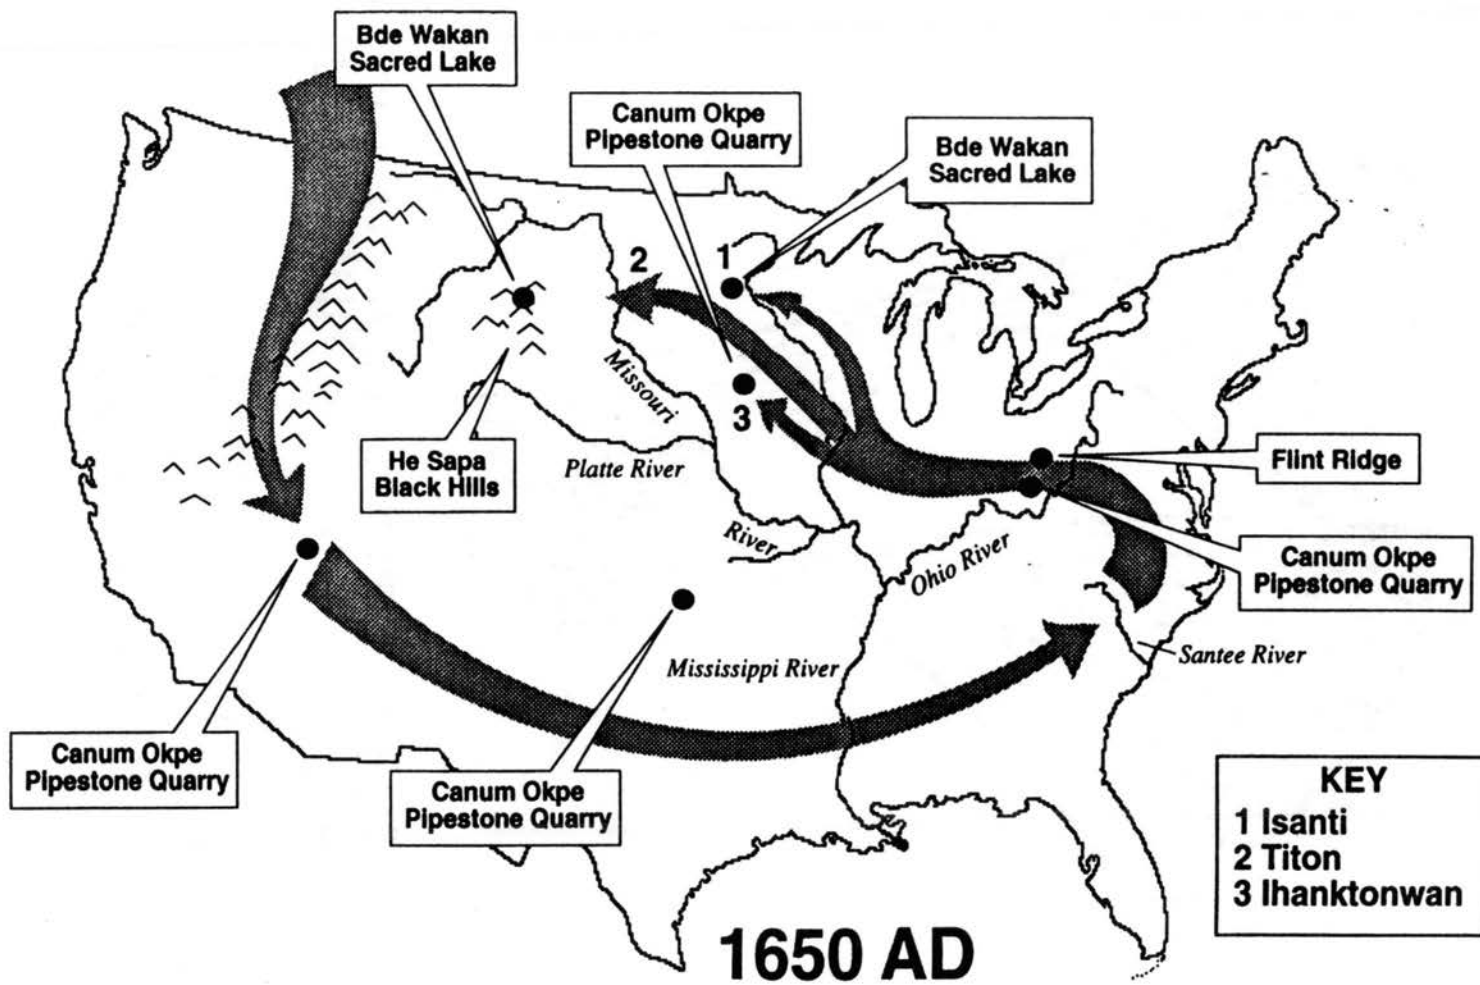 Bde Wakan
Sacred Lake
Canum Okpe
Pipestone Quarry
Bde Wakan
Sacred Lake
2
1
3
Missouri
He Sapa
Black Hills
Platte River
River
Flint Ridge
Ohio River
Canum Okpe
Pipestone Quarry
Mississippi River
Santee River
Canum Okpe
Pipestone Quarry
Canum Okpe
Pipestone Quarry
KEY
1 Isanti
2 Titon
3 Ihanktonwan
1650 AD